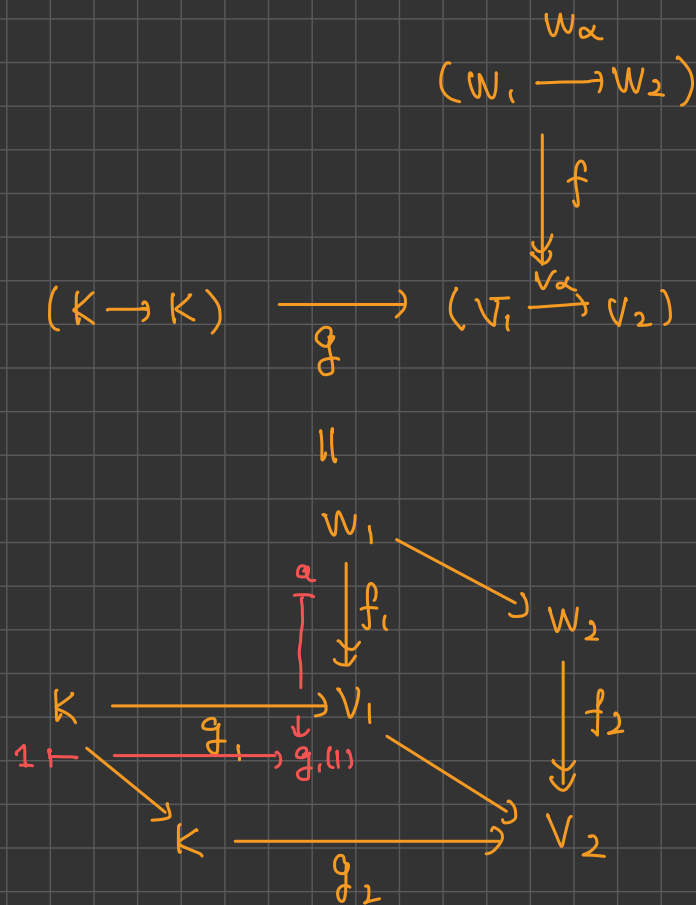 Wα
(W₁ → W₂)
f
Vα
(K → K) → (V₁ → V₂)
g
||
W₁
a
f₁
W₂
K → V₁
g₁
f₂
1 ↦ g₁(1)
K → V₂
g₂